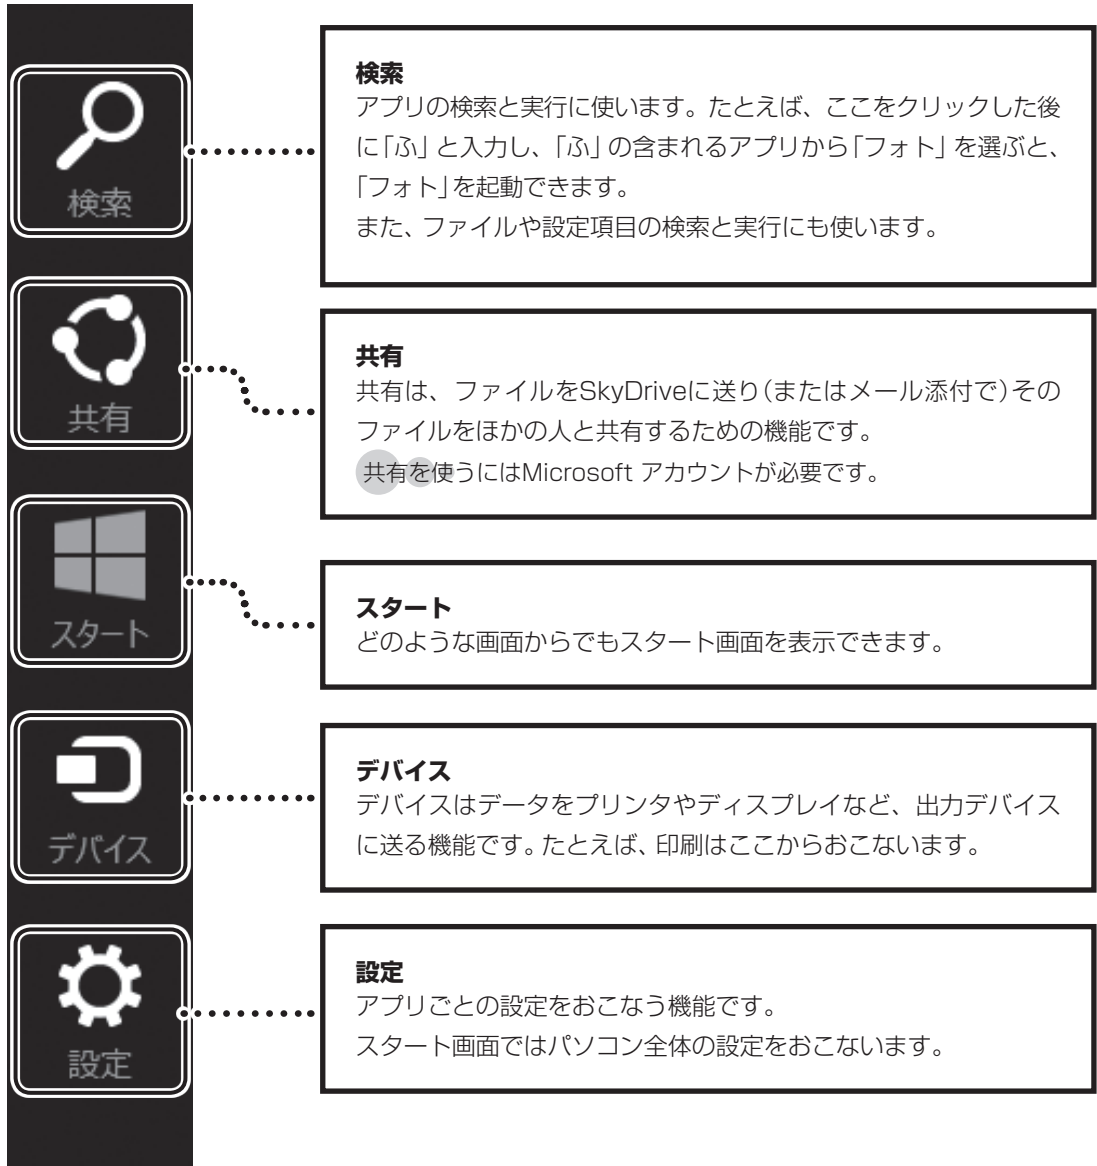 検索
検索
アプリの検索と実行に使います。たとえば、ここをクリックした後
に「ふ」と入力し、「ふ」の含まれるアプリから「フォト」を選ぶと、
「フォト」を起動できます。
また、ファイルや設定項目の検索と実行にも使います。
共有
共有
共有は、ファイルをSkyDriveに送り(またはメール添付で)その
ファイルをほかの人と共有するための機能です。
共有を使うにはMicrosoft アカウントが必要です。
スタート
スタート
どのような画面からでもスタート画面を表示できます。
デバイス
デバイス
デバイスはデータをプリンタやディスプレイなど、出力デバイス
に送る機能です。たとえば、印刷はここからおこないます。
設定
設定
アプリごとの設定をおこなう機能です。
スタート画面ではパソコン全体の設定をおこないます。